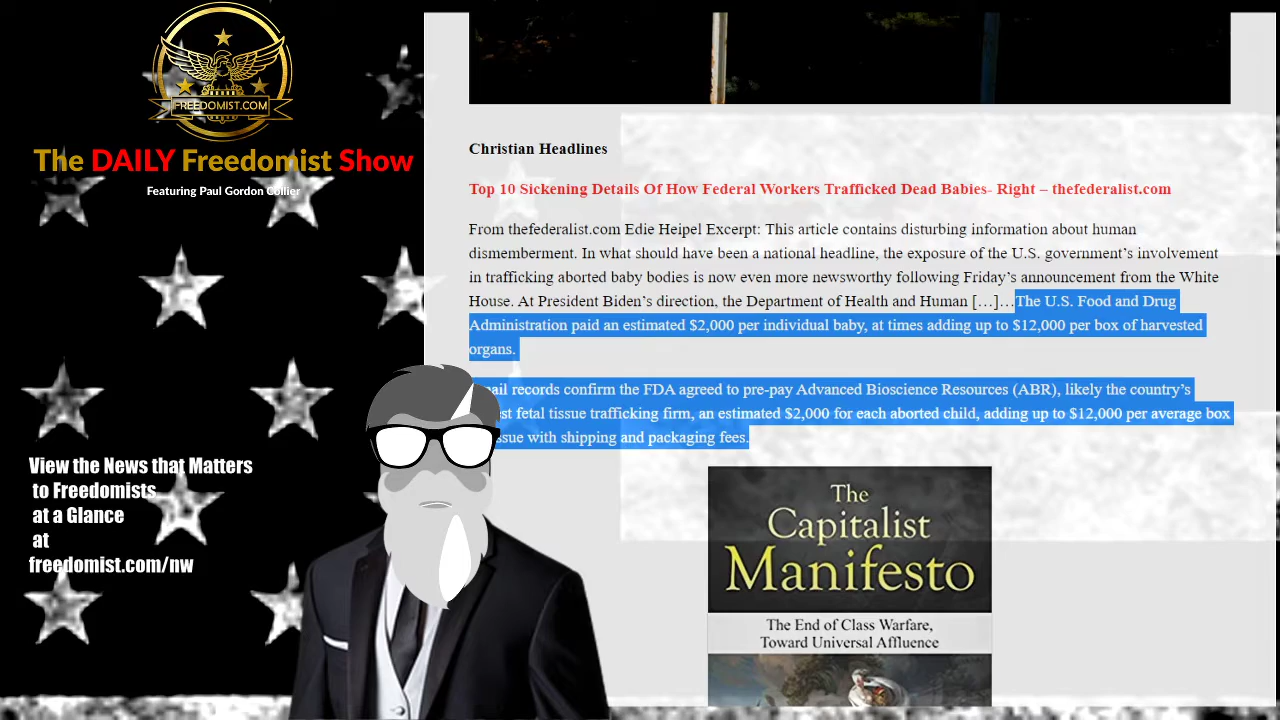 FREEDOMIST.COM
The DAILY Freedomist Show
Featuring Paul Gordon Collier
View the News that Matters
to Freedomists
at a Glance
at
freedomist.com/nw
Christian Headlines
Top 10 Sickening Details Of How Federal Workers Trafficked Dead Babies- Right – thefederalist.com
From thefederalist.com Edie Heipel Excerpt: This article contains disturbing information about human
dismemberment. In what should have been a national headline, the exposure of the U.S. government’s involvement
in trafficking aborted baby bodies is now even more newsworthy following Friday’s announcement from the White
House. At President Biden’s direction, the Department of Health and Human […]…The U.S. Food and Drug
Administration paid an estimated $2,000 per individual baby, at times adding up to $12,000 per box of harvested
organs.
records confirm the FDA agreed to pre-pay Advanced Bioscience Resources (ABR), likely the country’s
fetal tissue trafficking firm, an estimated $2,000 for each aborted child, adding up to $12,000 per average box
with shipping and packaging fees.
The
Capitalist
Manifesto
The End of Class Warfare,
Toward Universal Affluence